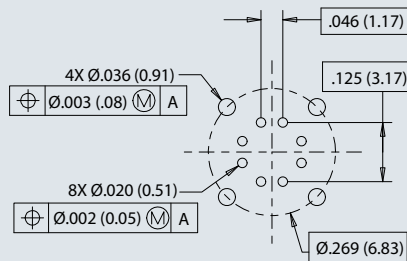 .046 (1.17)
4X Ø.036 (0.91)
⌖ Ø.003 (.08) Ⓜ A
.125 (3.17)
8X Ø.020 (0.51)
⌖ Ø.002 (0.05) Ⓜ A
Ø.269 (6.83)